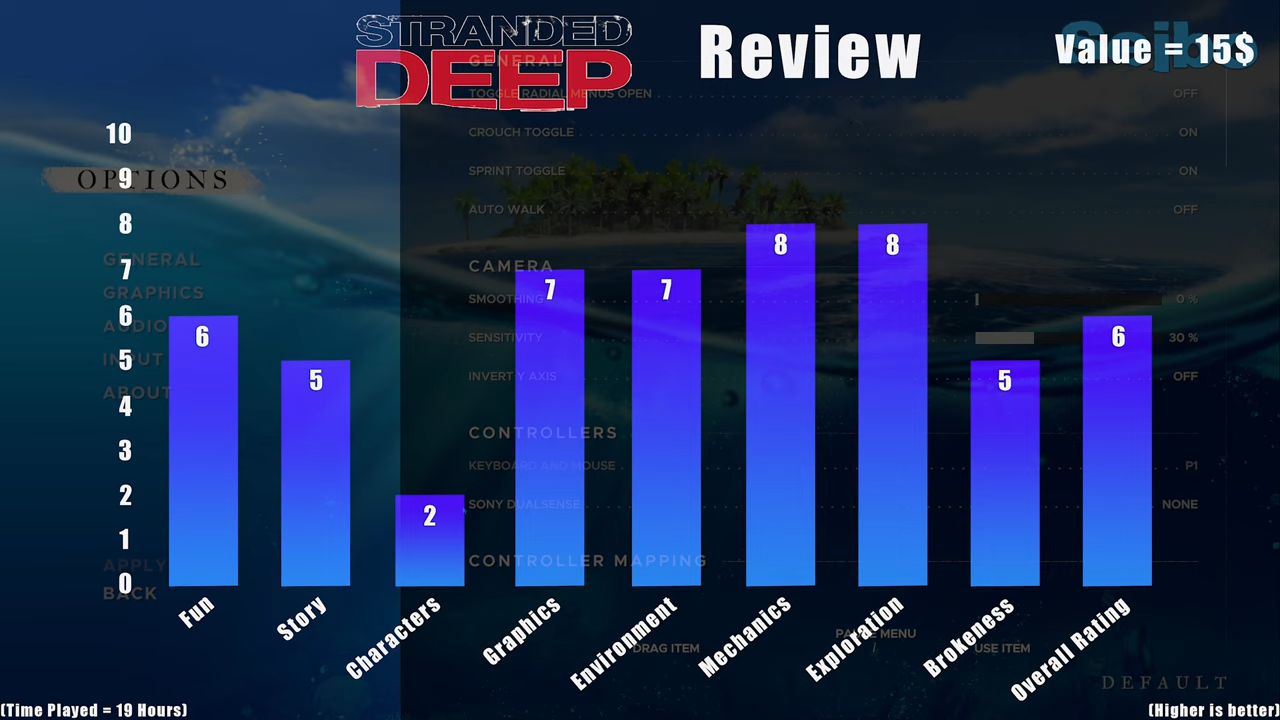 STRANDED
DEEP
Review
Value = 15$
GENERAL
TOGGLE RADIAL MENUS OPEN OFF
CROUCH TOGGLE ON
SPRINT TOGGLE ON
AUTO WALK OFF
CAMERA
SMOOTHING 0 %
SENSITIVITY 30 %
INVERT Y AXIS OFF
CONTROLLERS
KEYBOARD AND MOUSE P1
SONY DUALSENSE NONE
CONTROLLER MAPPING
OPTIONS
GENERAL
GRAPHICS
AUDIO
INPUT
ABOUT
APPLY
BACK
10
9
8
7
6
5
4
3
2
1
0
6
5
2
7
7
8
8
5
6
Fun
Story
Characters
Graphics
Environment
Mechanics
Exploration
Brokeness
Overall Rating
DRAG ITEM
PAUSE MENU
/
USE ITEM
DEFAULT
(Time Played = 19 Hours)
(Higher is better)